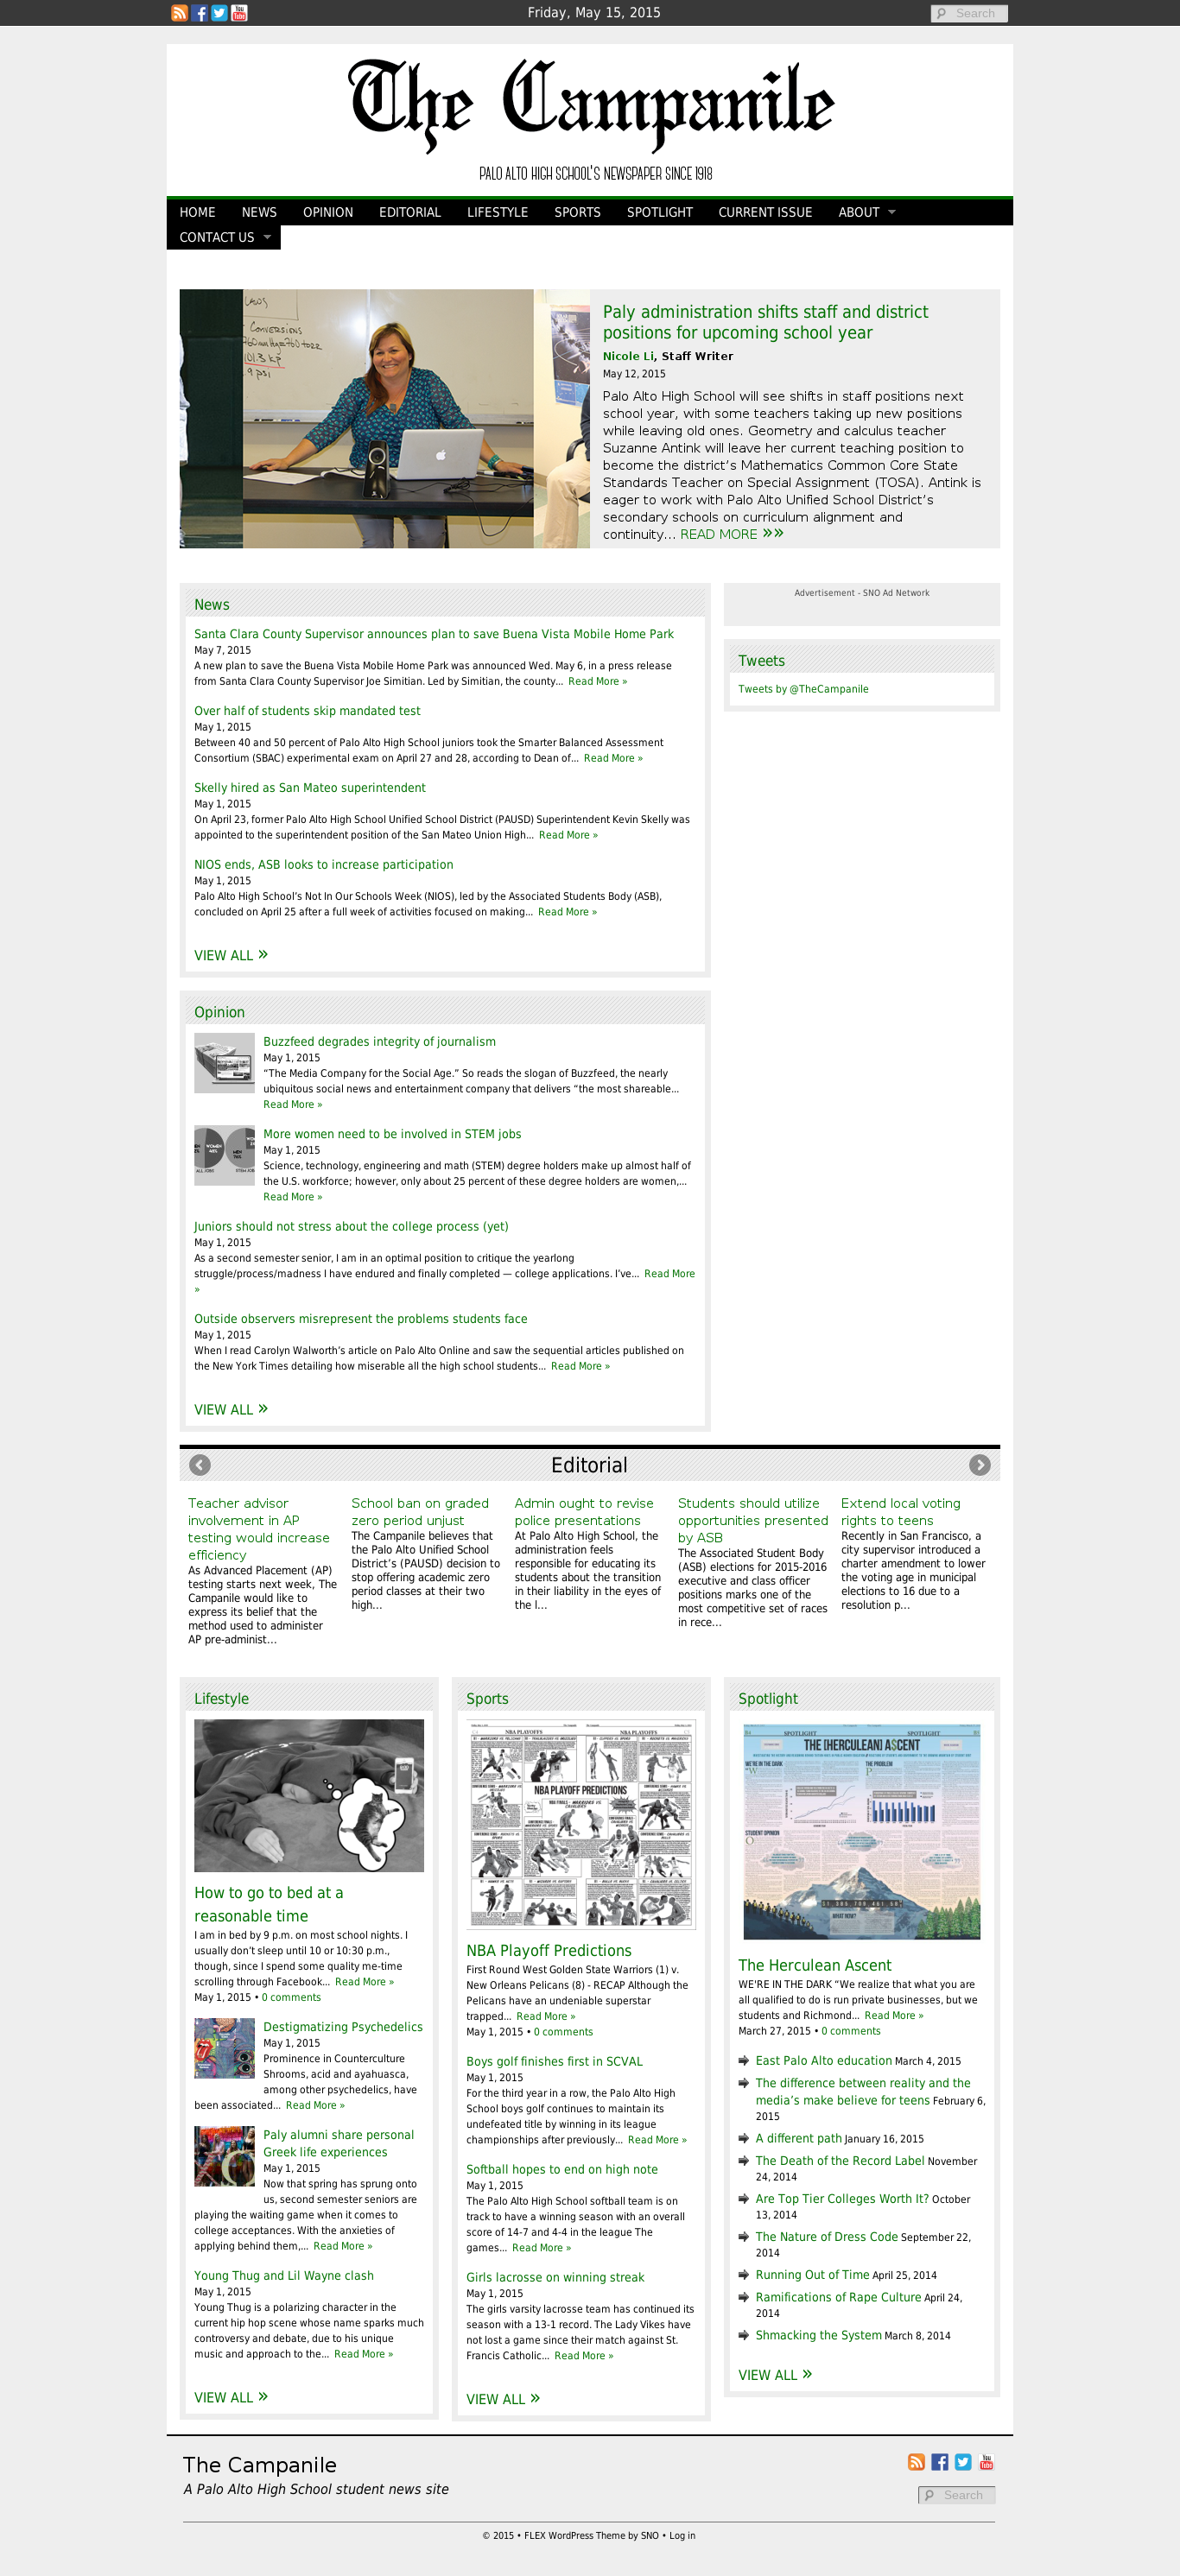 Friday, May 15, 2015
Search
The Campanile
PALO ALTO HIGH SCHOOL'S NEWSPAPER SINCE 1918
HOME NEWS OPINION EDITORIAL LIFESTYLE SPORTS SPOTLIGHT CURRENT ISSUE ABOUT
CONTACT US
Paly administration shifts staff and district
positions for upcoming school year
Nicole Li, Staff Writer
May 12, 2015
Palo Alto High School will see shifts in staff positions next
school year, with some teachers taking up new positions
while leaving old ones. Geometry and calculus teacher
Suzanne Antink will leave her current teaching position to
become the district's Mathematics Common Core State
Standards Teacher on Special Assignment (TOSA). Antink is
eager to work with Palo Alto Unified School District's
secondary schools on curriculum alignment and
continuity... READ MORE »»
News
Santa Clara County Supervisor announces plan to save Buena Vista Mobile Home Park
May 7, 2015
A new plan to save the Buena Vista Mobile Home Park was announced Wed. May 6, in a press release
from Santa Clara County Supervisor Joe Simitian. Led by Simitian, the county... Read More »
Over half of students skip mandated test
May 1, 2015
Between 40 and 50 percent of Palo Alto High School juniors took the Smarter Balanced Assessment
Consortium (SBAC) experimental exam on April 27 and 28, according to Dean of... Read More »
Skelly hired as San Mateo superintendent
May 1, 2015
On April 23, former Palo Alto High School Unified School District (PAUSD) Superintendent Kevin Skelly was
appointed to the superintendent position of the San Mateo Union High... Read More »
NIOS ends, ASB looks to increase participation
May 1, 2015
Palo Alto High School's Not In Our Schools Week (NIOS), led by the Associated Students Body (ASB),
concluded on April 25 after a full week of activities focused on making... Read More »
VIEW ALL »
Advertisement - SNO Ad Network
Tweets
Tweets by @TheCampanile
Opinion
Buzzfeed degrades integrity of journalism
May 1, 2015
“The Media Company for the Social Age.” So reads the slogan of Buzzfeed, the nearly
ubiquitous social news and entertainment company that delivers “the most shareable...
Read More »
More women need to be involved in STEM jobs
May 1, 2015
Science, technology, engineering and math (STEM) degree holders make up almost half of
the U.S. workforce; however, only about 25 percent of these degree holders are women,...
Read More »
Juniors should not stress about the college process (yet)
May 1, 2015
As a second semester senior, I am in an optimal position to critique the yearlong
struggle/process/madness I have endured and finally completed — college applications. I've... Read More
»
Outside observers misrepresent the problems students face
May 1, 2015
When I read Carolyn Walworth's article on Palo Alto Online and saw the sequential articles published on
the New York Times detailing how miserable all the high school students... Read More »
VIEW ALL »
Editorial
Teacher advisor
involvement in AP
testing would increase
efficiency
As Advanced Placement (AP)
testing starts next week, The
Campanile would like to
express its belief that the
method used to administer
AP pre-administ...
School ban on graded
zero period unjust
The Campanile believes that
the Palo Alto Unified School
District's (PAUSD) decision to
stop offering academic zero
period classes at their two
high...
Admin ought to revise
police presentations
At Palo Alto High School, the
administration feels
responsible for educating its
students about the transition
in their liability in the eyes of
the l...
Students should utilize
opportunities presented
by ASB
The Associated Student Body
(ASB) elections for 2015-2016
executive and class officer
positions marks one of the
most competitive set of races
in rece...
Extend local voting
rights to teens
Recently in San Francisco, a
city supervisor introduced a
charter amendment to lower
the voting age in municipal
elections to 16 due to a
resolution p...
Lifestyle
How to go to bed at a
reasonable time
I am in bed by 9 p.m. on most school nights. I
usually don't sleep until 10 or 10:30 p.m.,
though, since I spend some quality me-time
scrolling through Facebook... Read More »
May 1, 2015 • 0 comments
Destigmatizing Psychedelics
May 1, 2015
Prominence in Counterculture
Shrooms, acid and ayahuasca,
among other psychedelics, have
been associated... Read More »
Paly alumni share personal
Greek life experiences
May 1, 2015
Now that spring has sprung onto
us, second semester seniors are
playing the waiting game when it comes to
college acceptances. With the anxieties of
applying behind them,... Read More »
Young Thug and Lil Wayne clash
May 1, 2015
Young Thug is a polarizing character in the
current hip hop scene whose name sparks much
controversy and debate, due to his unique
music and approach to the... Read More »
VIEW ALL »
Sports
NBA PLAYOFFS NBA PLAYOFFS
NBA PLAYOFF PREDICTIONS
NBA Playoff Predictions
First Round West Golden State Warriors (1) v.
New Orleans Pelicans (8) - RECAP Although the
Pelicans have an undeniable superstar
trapped... Read More »
May 1, 2015 • 0 comments
Boys golf finishes first in SCVAL
May 1, 2015
For the third year in a row, the Palo Alto High
School boys golf continues to maintain its
undefeated title by winning in its league
championships after previously... Read More »
Softball hopes to end on high note
May 1, 2015
The Palo Alto High School softball team is on
track to have a winning season with an overall
score of 14-7 and 4-4 in the league The
games... Read More »
Girls lacrosse on winning streak
May 1, 2015
The girls varsity lacrosse team has continued its
season with a 13-1 record. The Lady Vikes have
not lost a game since their match against St.
Francis Catholic... Read More »
VIEW ALL »
Spotlight
SPOTLIGHT SPOTLIGHT
THE [HERCULEAN] A$CENT
WE'RE IN THE DARK THE PROBLEM
STUDENT OPINION
WHAT NOW?
The Herculean Ascent
WE'RE IN THE DARK “We realize that what you are
all qualified to do is run private businesses, but we
students and Richmond... Read More »
March 27, 2015 • 0 comments
East Palo Alto education March 4, 2015
The difference between reality and the
media's make believe for teens February 6,
2015
A different path January 16, 2015
The Death of the Record Label November
24, 2014
Are Top Tier Colleges Worth It? October
13, 2014
The Nature of Dress Code September 22,
2014
Running Out of Time April 25, 2014
Ramifications of Rape Culture April 24,
2014
Shmacking the System March 8, 2014
VIEW ALL »
The Campanile
A Palo Alto High School student news site
Search
© 2015 • FLEX WordPress Theme by SNO • Log in